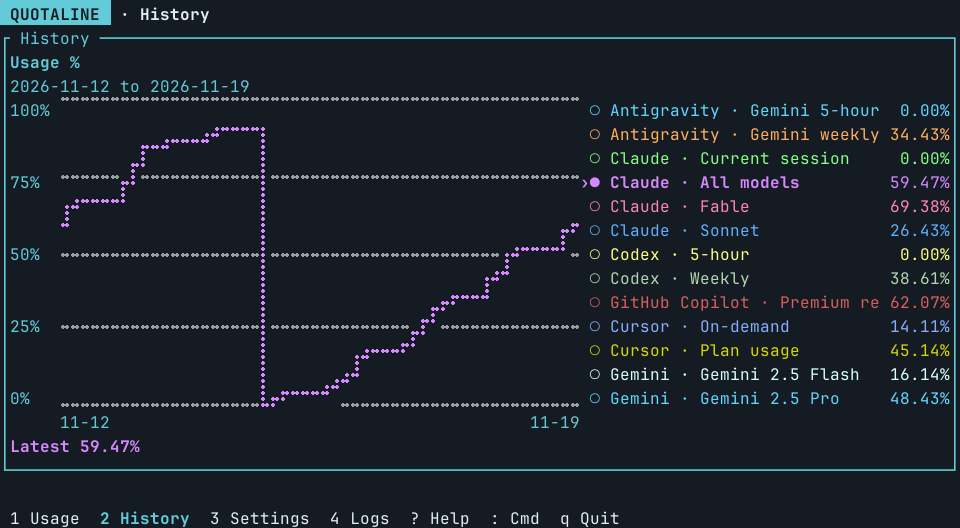 QUOTALINE · History
History
Usage %
2026-11-12 to 2026-11-19
100%
75%
50%
25%
0%
11-12 11-19
Latest 59.47%
Antigravity · Gemini 5-hour 0.00%
Antigravity · Gemini weekly 34.43%
Claude · Current session 0.00%
Claude · All models 59.47%
Claude · Fable 69.38%
Claude · Sonnet 26.43%
Codex · 5-hour 0.00%
Codex · Weekly 38.61%
GitHub Copilot · Premium re 62.07%
Cursor · On-demand 14.11%
Cursor · Plan usage 45.14%
Gemini · Gemini 2.5 Flash 16.14%
Gemini · Gemini 2.5 Pro 48.43%
1 Usage 2 History 3 Settings 4 Logs ? Help : Cmd q Quit